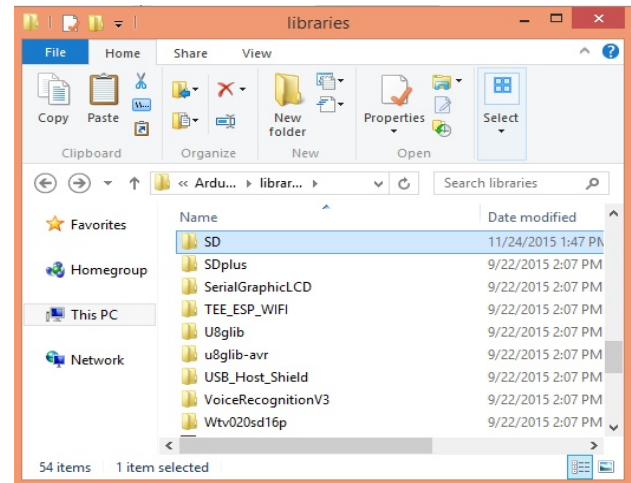 libraries
File Home Share View
Copy Paste New folder Properties Select
Clipboard Organize New Open
« Ardu... librar... Search libraries
Name Date modified
Favorites
Homegroup
This PC
Network
SD 11/24/2015 1:47 PM
SDplus 9/22/2015 2:07 PM
SerialGraphicLCD 9/22/2015 2:07 PM
TEE_ESP_WIFI 9/22/2015 2:07 PM
U8glib 9/22/2015 2:07 PM
u8glib-avr 9/22/2015 2:07 PM
USB_Host_Shield 9/22/2015 2:07 PM
VoiceRecognitionV3 9/22/2015 2:07 PM
Wtv020sd16p 9/22/2015 2:07 PM
54 items 1 item selected